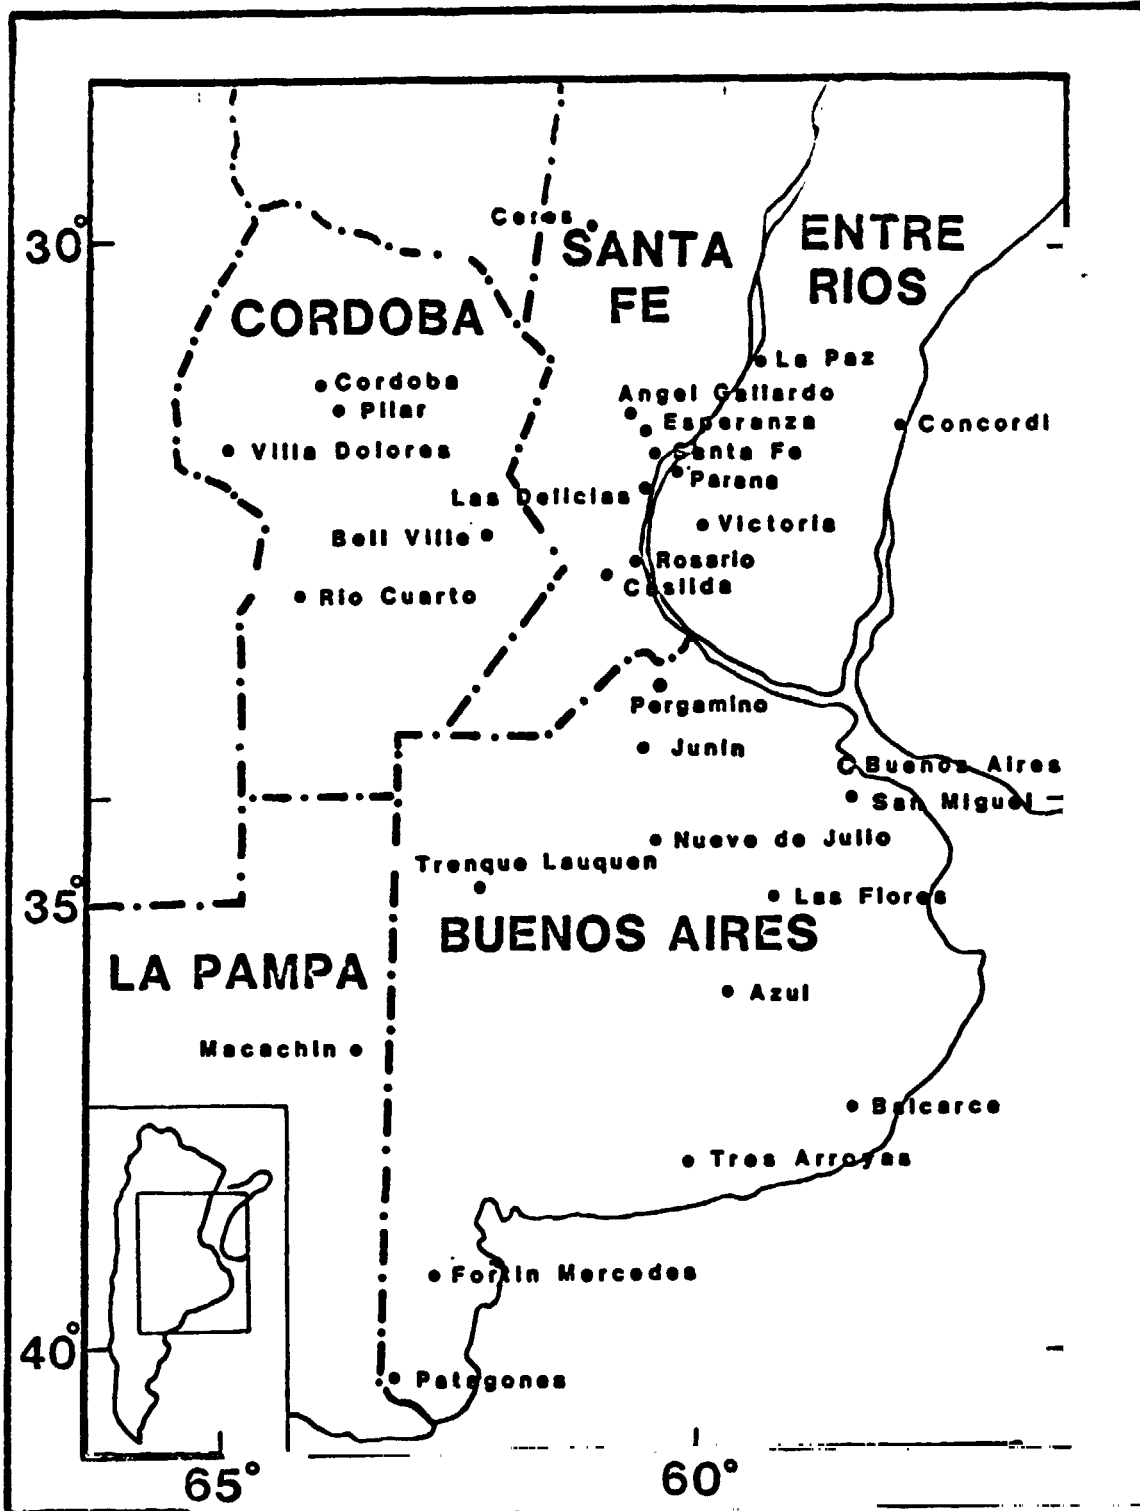 Ceres
30°
SANTA
FE
ENTRE
RIOS
CORDOBA
La Paz
Cordoba
Angel Gallardo
Pilar
Esperanza
Concordi
Villa Dolores
Santa Fe
Parana
Las Delicias
Victoria
Bell Ville
Rosario
Casilda
Rio Cuarto
Pergamino
Junin
Buenos Aires
San Miguel
Nueve de Julio
Trenque Lauquen
35°
Las Flores
BUENOS AIRES
LA PAMPA
Azul
Macachin
Balcarce
Tres Arroyas
Fortin Mercedes
40°
Patagones
65°
60°